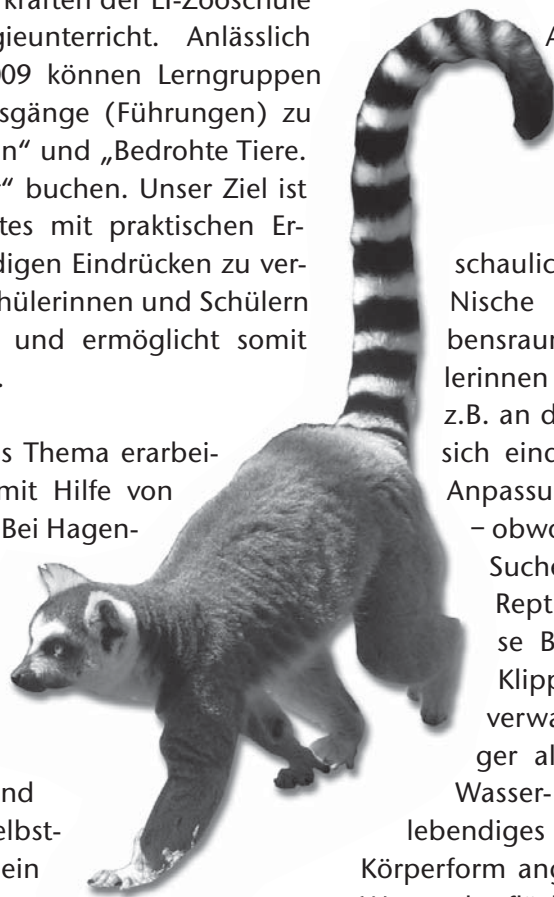 kräften der LI-Zooschule
gieunterricht. Anlässlich
09 können Lerngruppen
sgänge (Führungen) zu
n“ und „Bedrohte Tiere.
“ buchen. Unser Ziel ist
tes mit praktischen Er-
digen Eindrücken zu ver-
hülerinnen und Schülern
und ermöglicht somit
.
s Thema erarbei-
mit Hilfe von
Bei Hagen-
nd
elbst-
ein
A
schaulic
Nische
bensraum
lerinnen
z.B. an d
sich eind
Anpassu
– obwo
Suche
Rept
se B
Klipp
verwa
ger al
Wasser-
lebendiges
Körperform ang